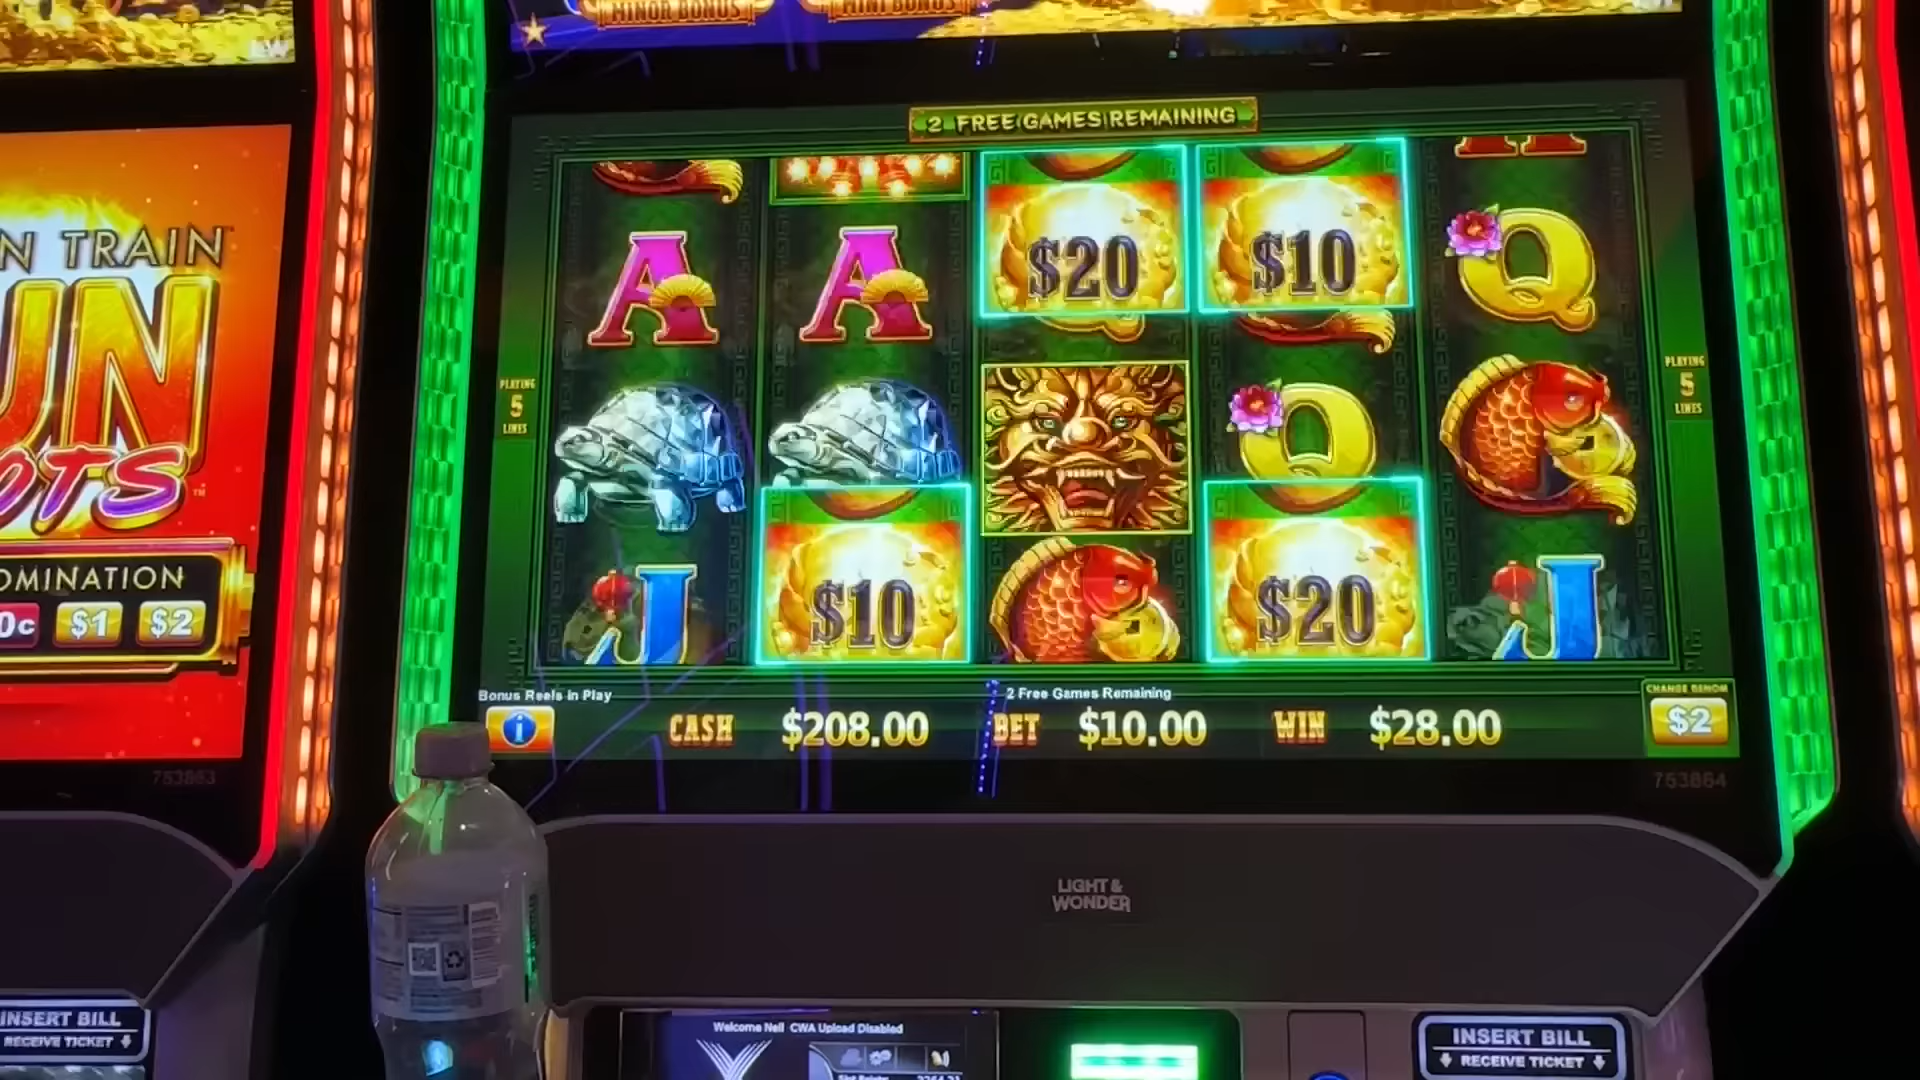 MINOR BONUS
MINI BONUS
2 FREE GAMES REMAINING
N TRAIN
UN
OTS
TM
OMINATION
0c $1 $2
753863
A A $20 $10 Q
PLAYING
5
LINES
Q
PLAYING
5
LINES
J $10 $20 J
Bonus Reels in Play
2 Free Games Remaining
CHANGE DENOM
CASH $208.00 BET $10.00 WIN $28.00
$2
753864
LIGHT &
WONDER
INSERT BILL
RECEIVE TICKET
Welcome Neil CWA Upload Disabled
INSERT BILL
RECEIVE TICKET